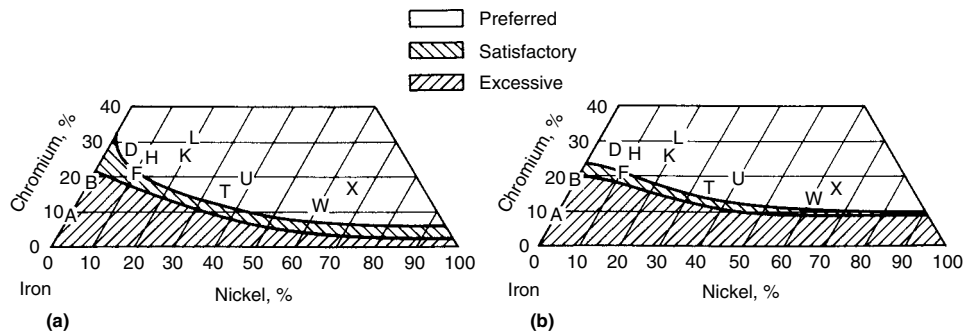 Preferred
Satisfactory
Excessive
40
30
20
10
0
Chromium, %
D
H
L
K
F
B
A
T
U
W
X
0 10 20 30 40 50 60 70 80 90 100
Iron
Nickel, %
(a)
40
30
20
10
0
Chromium, %
D
H
L
K
F
B
A
T
U
W
X
0 10 20 30 40 50 60 70 80 90 100
Iron
Nickel, %
(b)